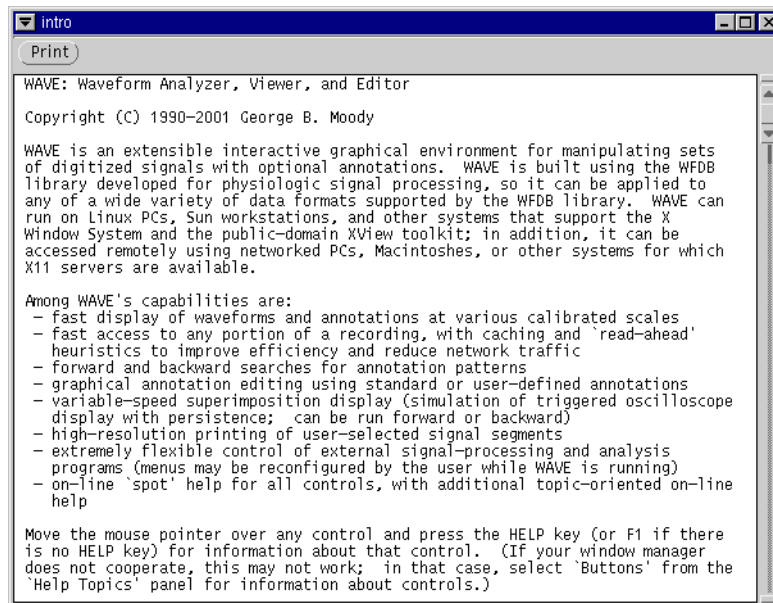 intro
Print
WAVE: Waveform Analyzer, Viewer, and Editor
Copyright (C) 1990-2001 George B. Moody
WAVE is an extensible interactive graphical environment for manipulating sets
of digitized signals with optional annotations.  WAVE is built using the WFDB
library developed for physiologic signal processing, so it can be applied to
any of a wide variety of data formats supported by the WFDB library.  WAVE can
run on Linux PCs, Sun workstations, and other systems that support the X
Window System and the public-domain XView toolkit; in addition, it can be
accessed remotely using networked PCs, Macintoshes, or other systems for which
X11 servers are available.
Among WAVE's capabilities are:
- fast display of waveforms and annotations at various calibrated scales
- fast access to any portion of a recording, with caching and `read-ahead'
heuristics to improve efficiency and reduce network traffic
- forward and backward searches for annotation patterns
- graphical annotation editing using standard or user-defined annotations
- variable-speed superimposition display (simulation of triggered oscilloscope
display with persistence;  can be run forward or backward)
- high-resolution printing of user-selected signal segments
- extremely flexible control of external signal-processing and analysis
programs (menus may be reconfigured by the user while WAVE is running)
- on-line `spot' help for all controls, with additional topic-oriented on-line
help
Move the mouse pointer over any control and press the HELP key (or F1 if there
is no HELP key) for information about that control.  (If your window manager
does not cooperate, this may not work;  in that case, select `Buttons' from the
`Help Topics' panel for information about controls.)